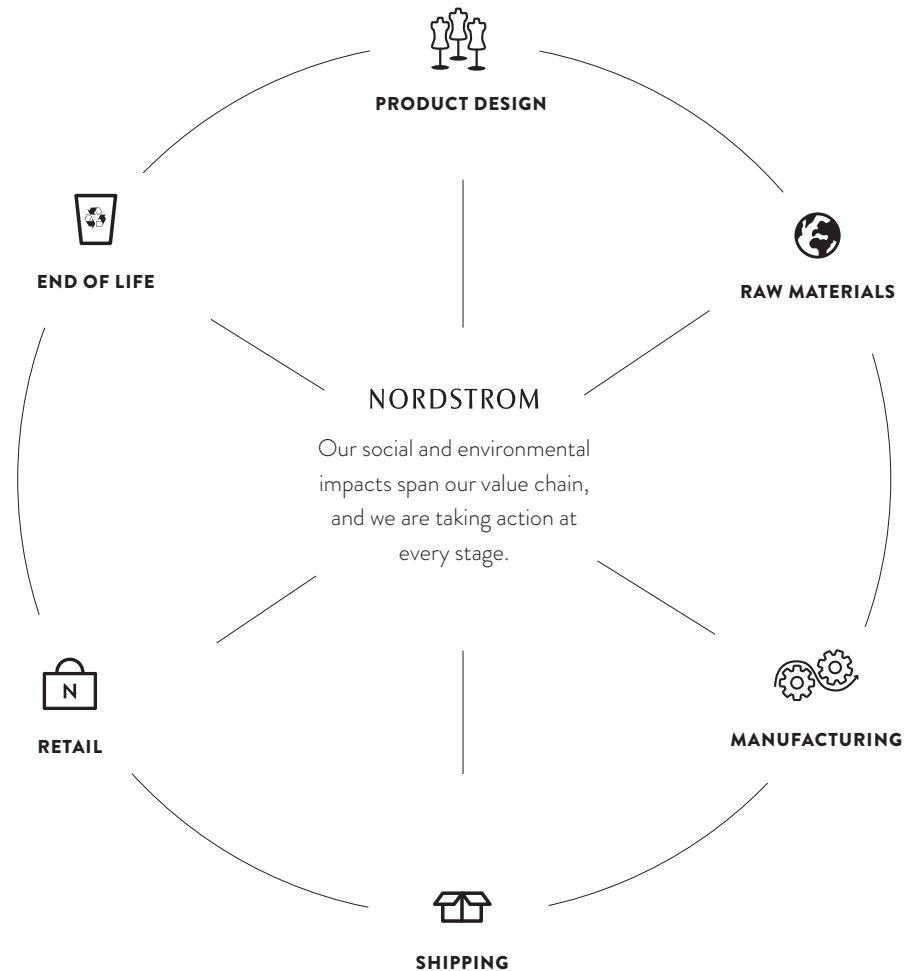 PRODUCT DESIGN
END OF LIFE
RAW MATERIALS
NORDSTROM
Our social and environmental
impacts span our value chain,
and we are taking action at
every stage.
N
RETAIL
MANUFACTURING
SHIPPING